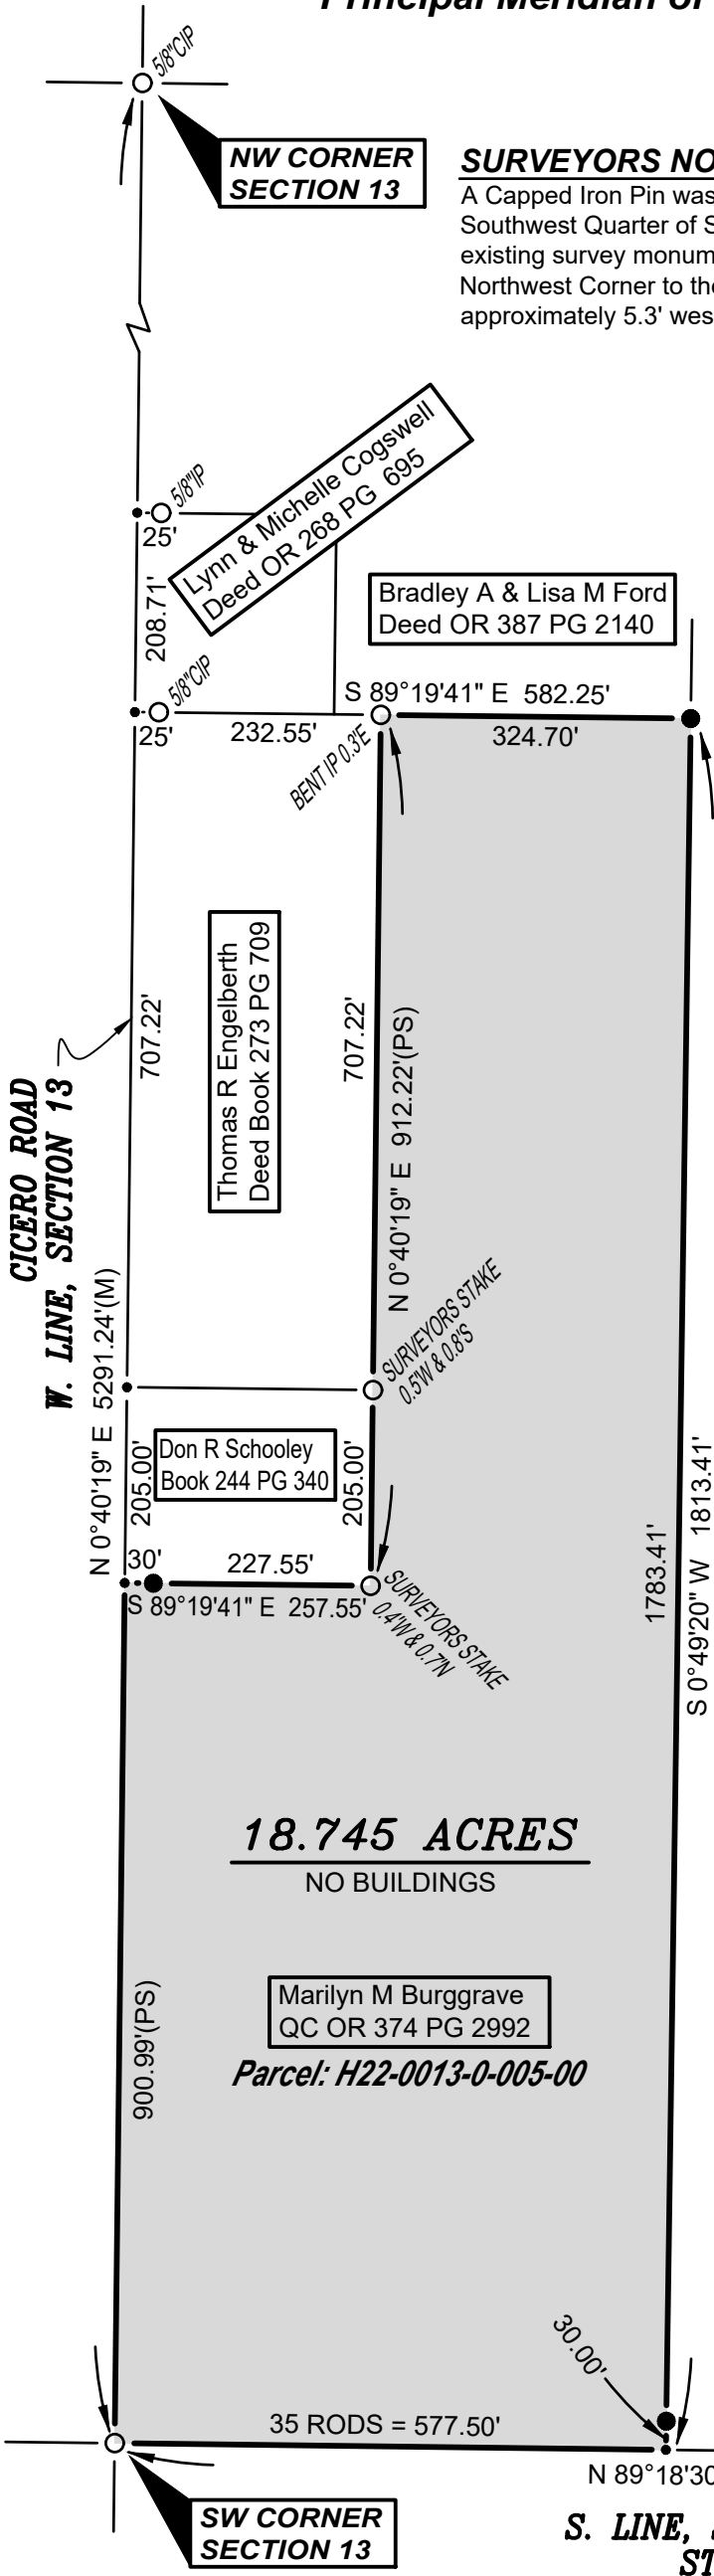 5/8"CIP
NW CORNER
SECTION 13
SURVEYORS
A Capped Iron Pin was
Southwest Quarter of
existing survey
Northwest Corner to
approximately 5.3'
Lynn & Michelle Cogswell
Deed OR 268 PG 695
5/8"IP
25'
208.71'
Bradley A & Lisa M Ford
Deed OR 387 PG 2140
5/8"CIP
S 89°19'41" E 582.25'
25'
232.55'
324.70'
BENT IP 0.3'E
Thomas R Engelberth
Deed Book 273 PG 709
707.22'
707.22'
N 0°40'19" E 912.22'(PS)
CICERO ROAD
W. LINE, SECTION 13
N 0°40'19" E 5291.24'(M)
SURVEYORS STAKE
0.5'W & 0.8'S
Don R Schooley
Book 244 PG 340
205.00'
205.00'
30'
227.55'
S 89°19'41" E 257.55'
SURVEYORS STAKE
0.4'W & 0.7'N
1783.41'
S 0°49'20" W 1813.41'
18.745 ACRES
NO BUILDINGS
Marilyn M Burggrave
QC OR 374 PG 2992
Parcel: H22-0013-0-005-00
900.99'(PS)
30.00'
35 RODS = 577.50'
N 89°18'30
SW CORNER
SECTION 13
S. LINE,